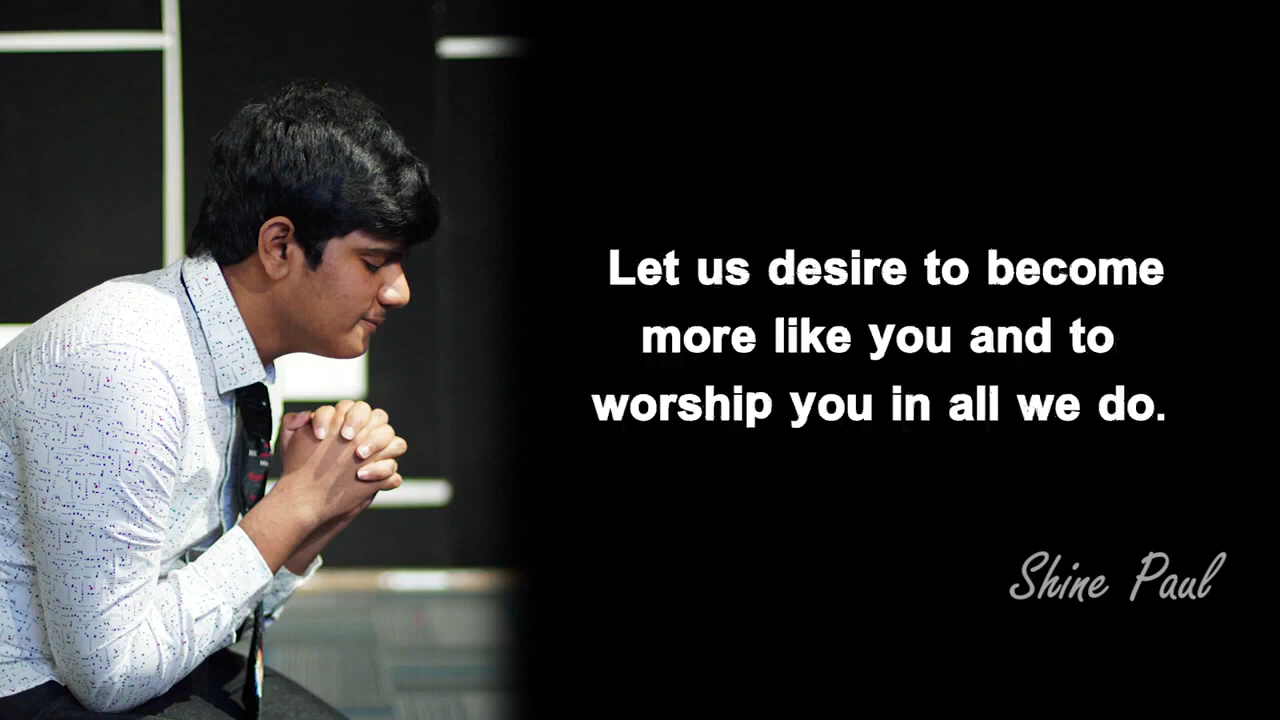 Let us desire to become
more like you and to
worship you in all we do.
Shine Paul